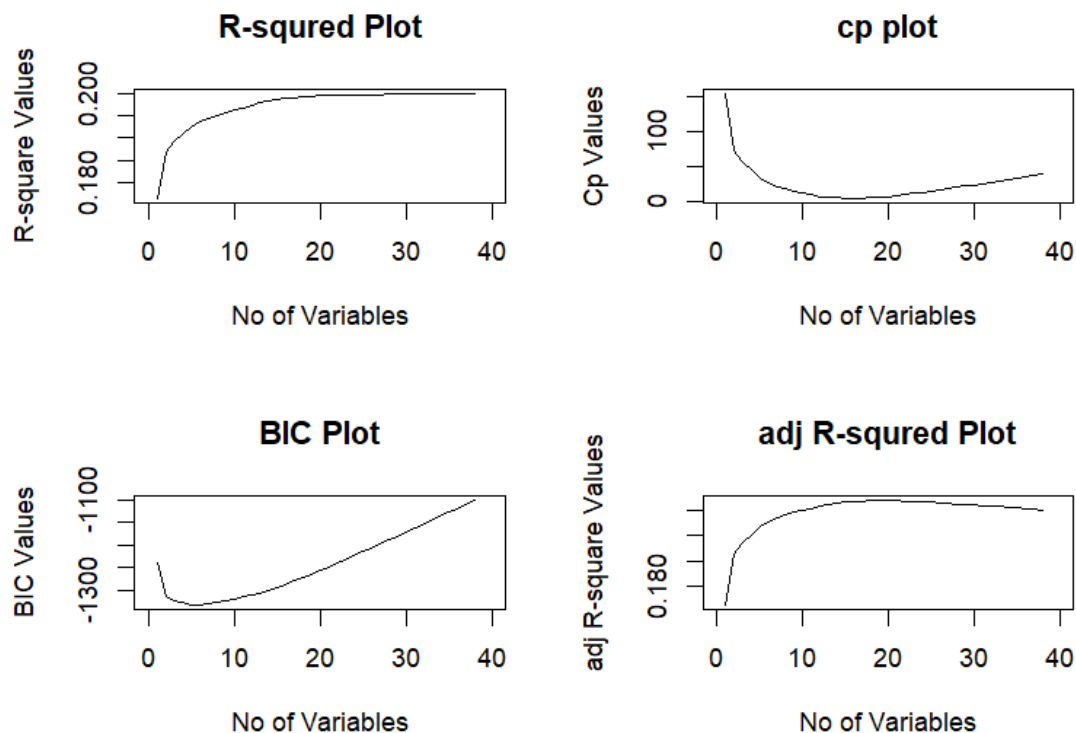 R-squred Plot
R-square Values
0.180 0.200
0 10 20 30 40
No of Variables
cp plot
Cp Values
0 100
0 10 20 30 40
No of Variables
BIC Plot
BIC Values
-1300 -1100
0 10 20 30 40
No of Variables
adj R-squred Plot
adj R-square Values
0.180
0 10 20 30 40
No of Variables